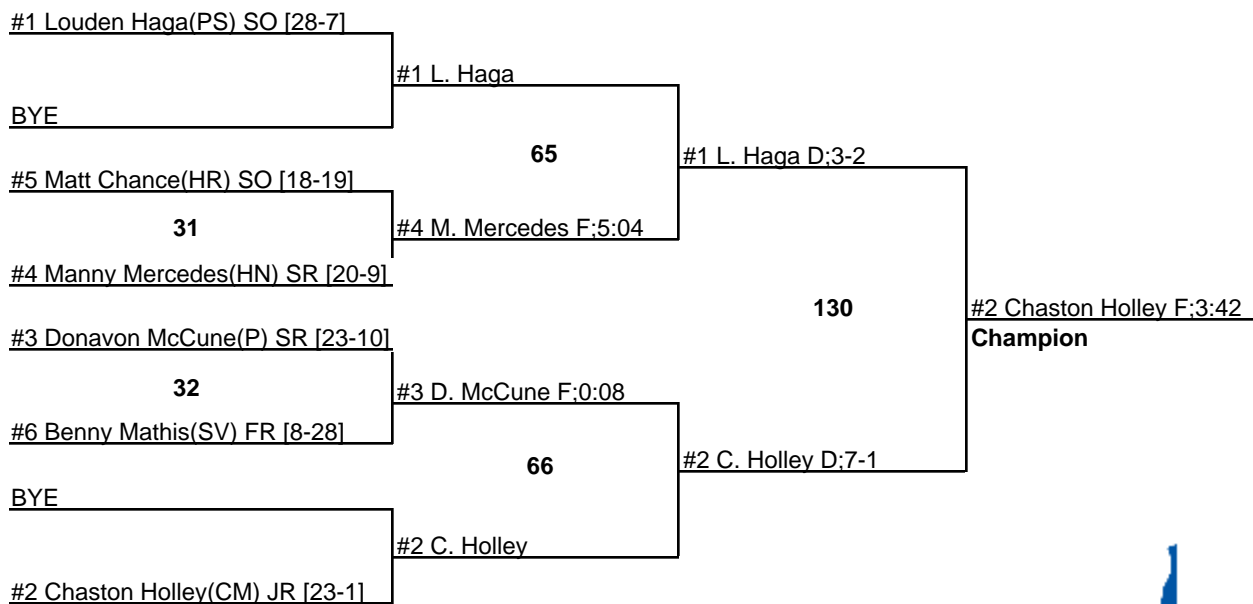 #1 Louden Haga(PS) SO [28-7]
#1 L. Haga
BYE
65
#1 L. Haga D;3-2
#5 Matt Chance(HR) SO [18-19]
31
#4 M. Mercedes F;5:04
#4 Manny Mercedes(HN) SR [20-9]
130
#2 Chaston Holley F;3:42
Champion
#3 Donavon McCune(P) SR [23-10]
32
#3 D. McCune F;0:08
#6 Benny Mathis(SV) FR [8-28]
66
#2 C. Holley D;7-1
BYE
#2 C. Holley
#2 Chaston Holley(CM) JR [23-1]